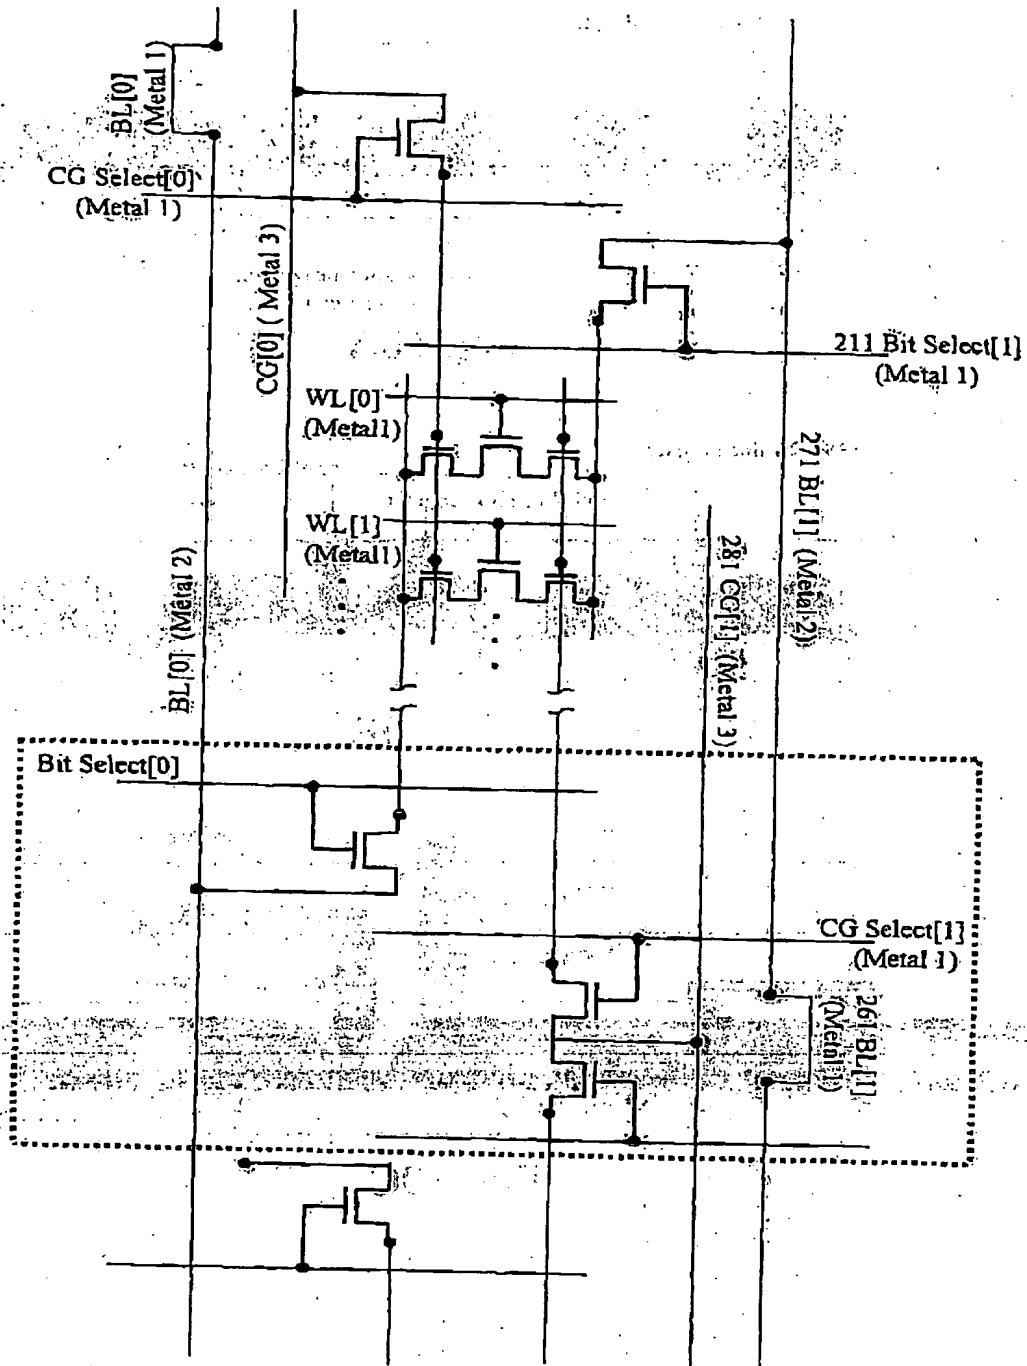 BL[0]
(Metal 1)
CG Select[0]
(Metal 1)
CG[0] ( Metal 3)
211 Bit Select[1]
(Metal 1)
WL[0]
(Metal1)
WL[1]
(Metal1)
271 BL[1] (Metal 2)
281 CG[1] (Metal 3)
BL[0] (Metal 2)
Bit Select[0]
CG Select[1]
(Metal 1)
261 BL[1]
(Metal 1)